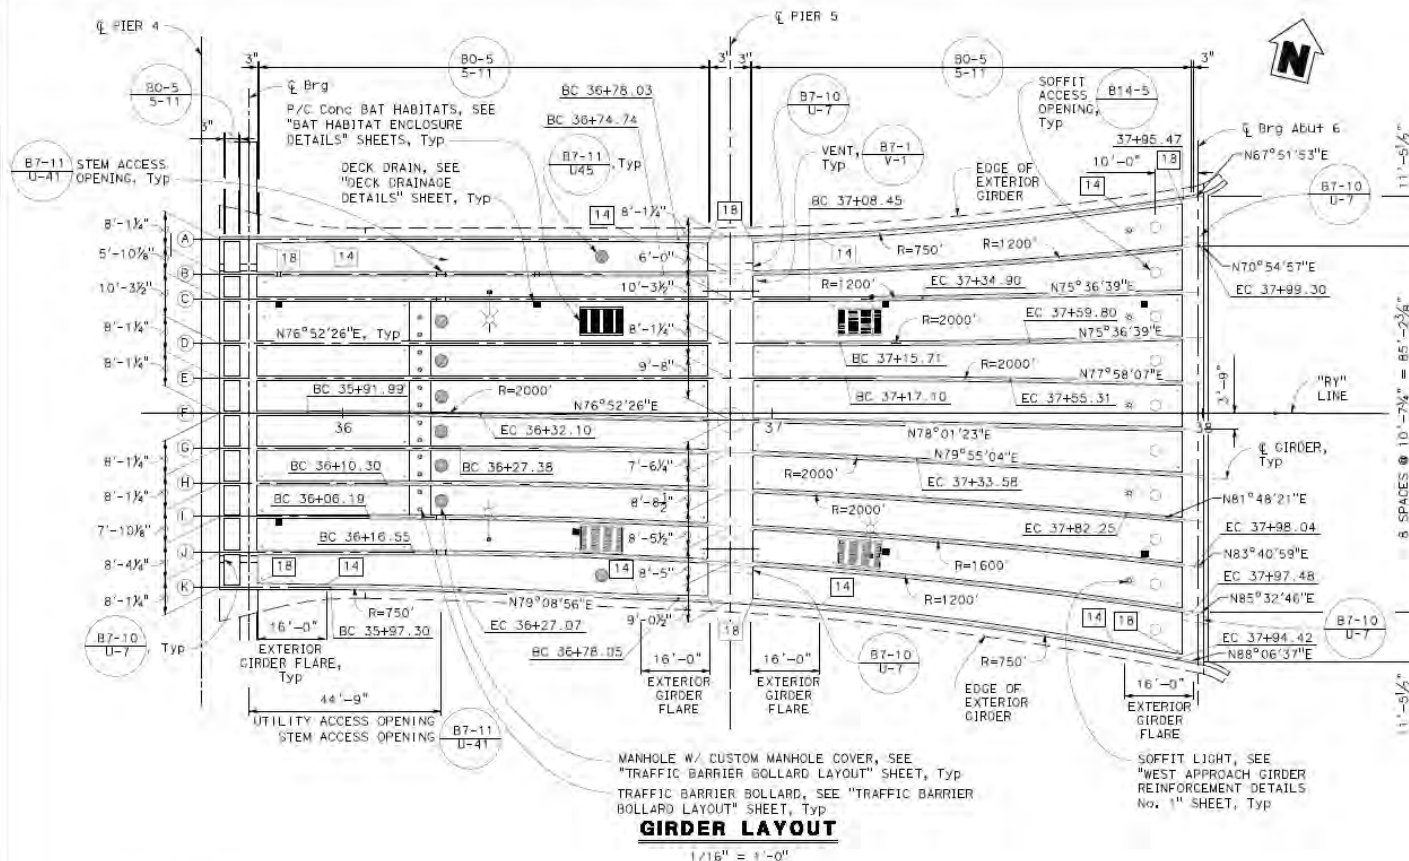 ℄ PIER 4
℄ PIER 5
3"
B0-5
5-11
3"
3"
B0-5
5-11
3"
N
℄ Brg
B0-5
5-11
3"
P/C Conc BAT HABITATS, SEE
"BAT HABITAT ENCLOSURE
DETAILS" SHEETS, Typ
BC 36+78.03
BC 36+74.74
B7-10
U-7
SOFFIT
ACCESS
OPENING,
Typ
B14-5
37+95.47
℄ Brg Abut 6
N67°51'53"E
11'-5½"
B7-11
U-41
STEM ACCESS
OPENING, Typ
DECK DRAIN, SEE
"DECK DRAINAGE
DETAILS" SHEET, Typ
B7-11
U45
, Typ
VENT,
Typ
B7-1
V-1
EDGE OF
EXTERIOR
GIRDER
10'-0"
18
14
B7-10
U-7
14
8'-1¼"
18
BC 37+08.45
8'-1¼"
A
5'-10⅞"
18
14
6'-0"
14
R=750'
R=1200'
N70°54'57"E
B
10'-3½"
10'-3½"
R=1200'
EC 37+34.90
N75°36'39"E
EC 37+99.30
C
8'-1¼"
N76°52'26"E, Typ
8'-1¼"
R=2000'
EC 37+59.80
N75°36'39"E
D
8'-1¼"
9'-8"
BC 37+15.71
R=2000'
N77°58'07"E
E
BC 35+91.99
R=2000'
N76°52'26"E
BC 37+17.10
EC 37+55.31
3'-9"
"RY"
LINE
8 SPACES @ 10'-7¾" = 85'-2⅜"
F
36
EC 36+32.10
37
N78°01'23"E
38
G
8'-1¼"
BC 36+10.30
BC 36+27.38
7'-6¼"
R=2000'
N79°55'04"E
EC 37+33.58
℄ GIRDER,
Typ
H
8'-1¼"
BC 36+06.19
8'-8½"
R=2000'
N81°48'21"E
I
7'-10⅞"
BC 36+16.55
8'-5½"
EC 37+82.25
EC 37+98.04
J
8'-4¼"
18
14
14
8'-5"
R=1600'
N83°40'59"E
EC 37+97.48
14
R=1200'
N85°32'46"E
K
8'-1¼"
R=750'
N79°08'56"E
9'-0½"
14
18
B7-10
U-7
B7-10
U-7
Typ
16'-0"
BC 35+97.30
EC 36+27.07
18
EC 37+94.42
N88°06'37"E
EXTERIOR
GIRDER FLARE,
Typ
BC 36+78.05
16'-0"
EXTERIOR
GIRDER
FLARE
16'-0"
EXTERIOR
GIRDER
FLARE
B7-10
U-7
R=750'
EDGE OF
EXTERIOR
GIRDER
16'-0"
EXTERIOR
GIRDER
FLARE
11'-5½"
44'-9"
UTILITY ACCESS OPENING
STEM ACCESS OPENING
B7-11
U-41
MANHOLE W/ CUSTOM MANHOLE COVER, SEE
"TRAFFIC BARRIER BOLLARD LAYOUT" SHEET, Typ
TRAFFIC BARRIER BOLLARD, SEE "TRAFFIC BARRIER
BOLLARD LAYOUT" SHEET, Typ
SOFFIT LIGHT, SEE
"WEST APPROACH GIRDER
REINFORCEMENT DETAILS
No. 1" SHEET, Typ
GIRDER LAYOUT
1/16" = 1'-0"